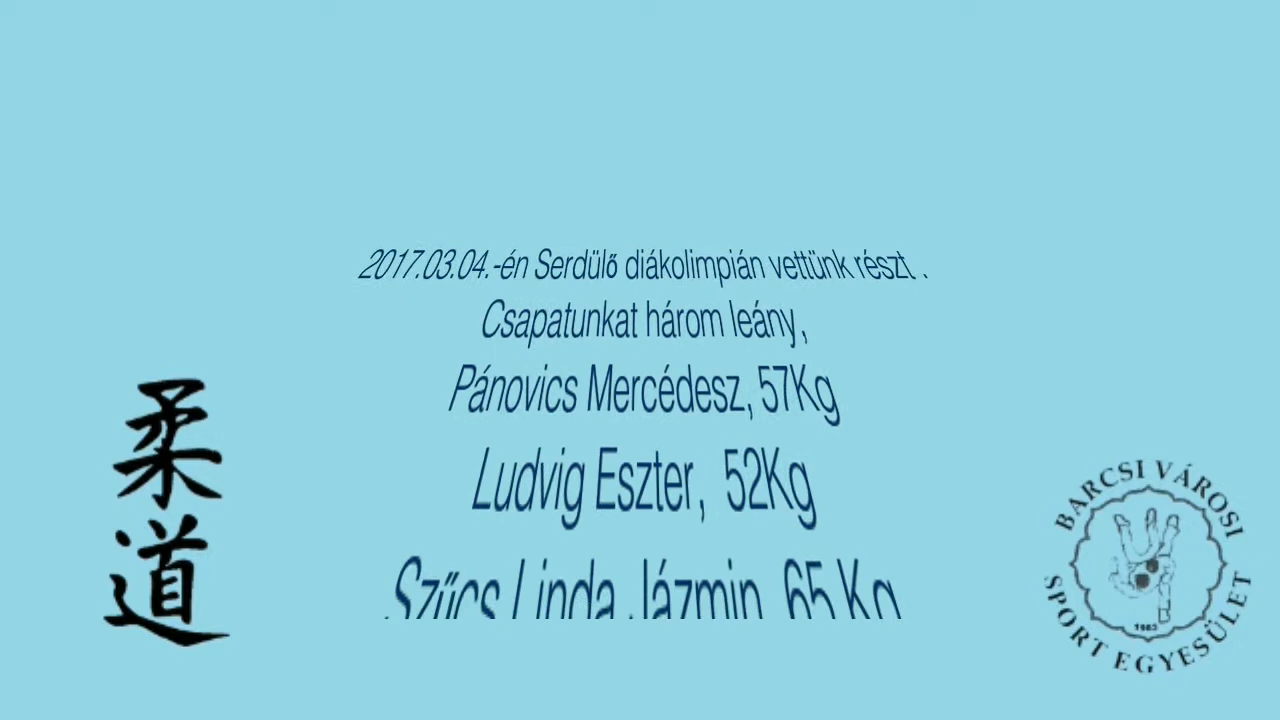 2017.03.04.-én Serdülő diákolimpián vettünk részt .
Csapatunkat három leány,
Pánovics Mercédesz, 57Kg
Ludvig Eszter, 52Kg
Szűcs Linda Jázmin 65 Kg
柔道
BARCSI VÁROSI
SPORT EGYESÜLET
1983